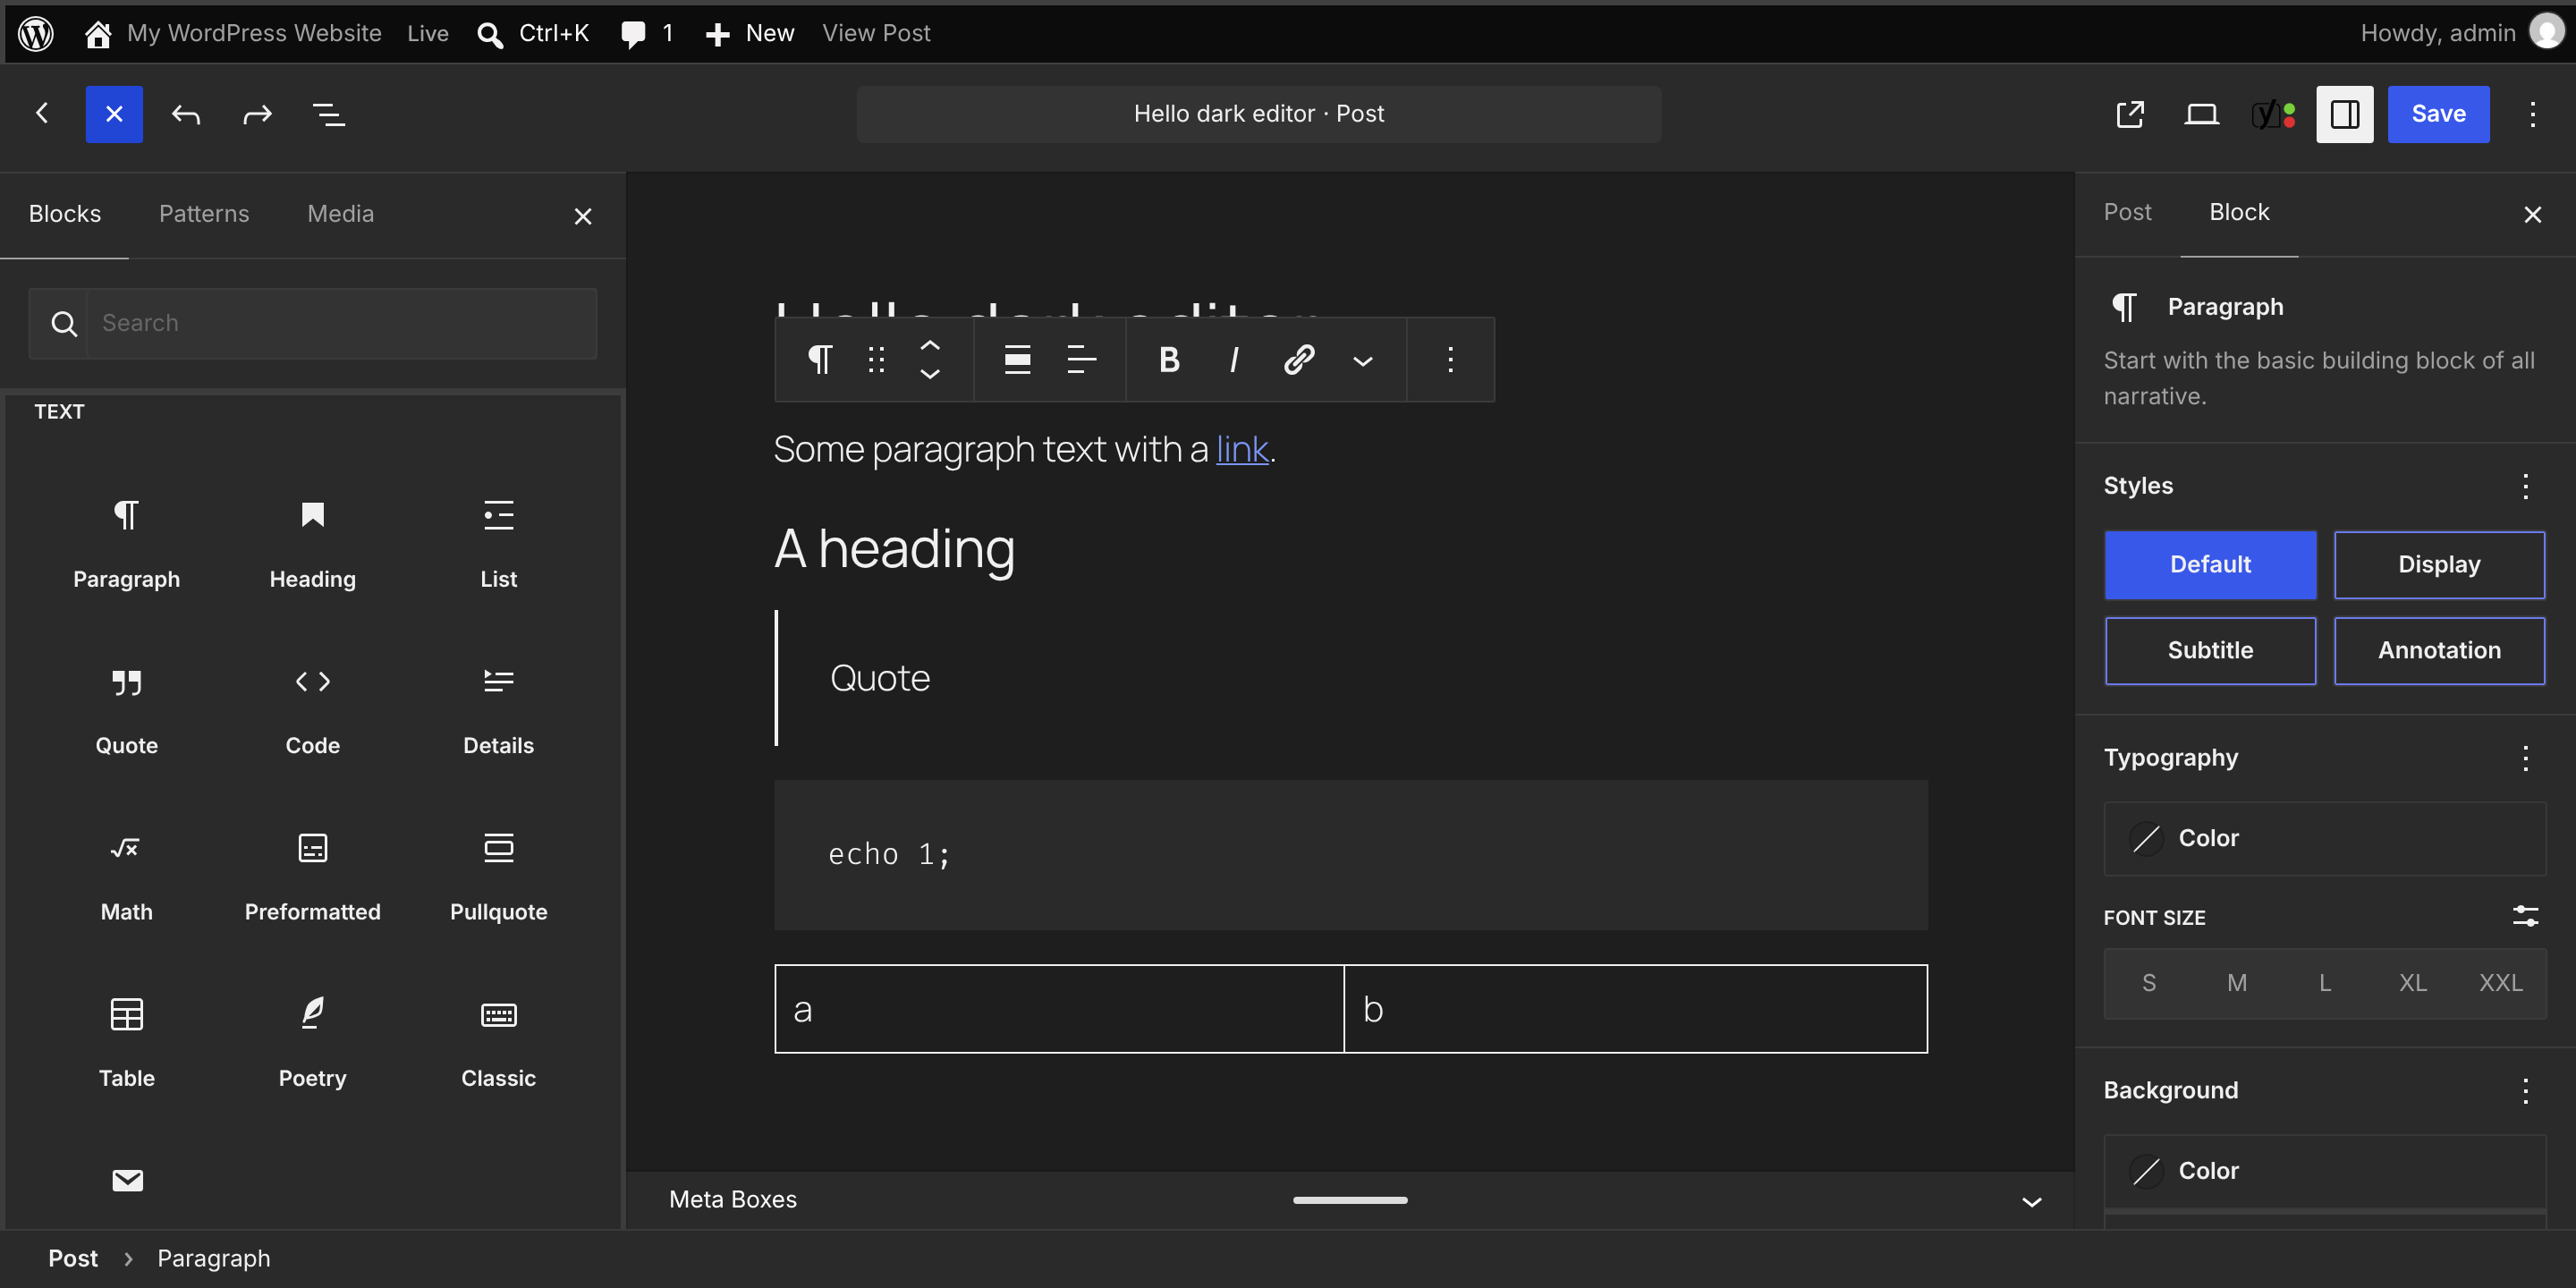 My WordPress Website Live Ctrl+K 1 New View Post Howdy, admin
Hello dark editor · Post
Save
Blocks Patterns Media
Search
TEXT
Paragraph Heading List
Quote Code Details
Math Preformatted Pullquote
Table Poetry Classic
Hello dark editor
B I
Some paragraph text with a link.
A heading
Quote
echo 1;
a b
Meta Boxes
Post Block
Paragraph
Start with the basic building block of all
narrative.
Styles
Default Display
Subtitle Annotation
Typography
Color
FONT SIZE
S M L XL XXL
Background
Color
Post › Paragraph